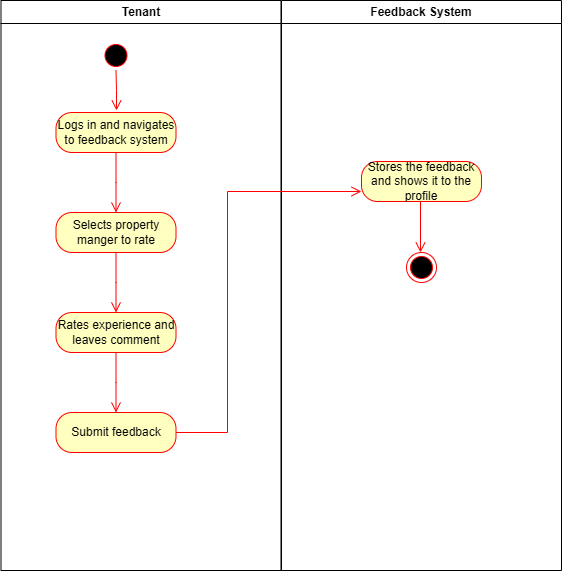 Tenant
Feedback System
Logs in and navigates
to feedback system
Selects property
manger to rate
Rates experience and
leaves comment
Submit feedback
Stores the feedback
and shows it to the
profile